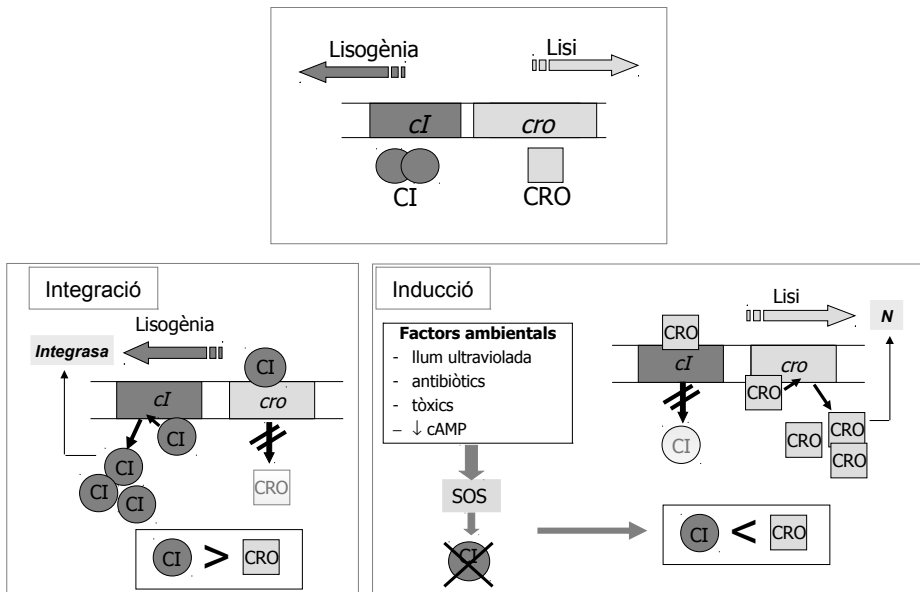 Lisogènia
Lisi
cI
cro
CI
CRO
Integració
Lisogènia
Integrasa
CI
cI
cro
CI
CI
CI
CI
CRO
CI > CRO
Inducció
Factors ambientals
- llum ultraviolada
- antibiòtics
- tòxics
– ↓ cAMP
SOS
CI
Lisi
N
CRO
cI
cro
CRO
CI
CRO
CRO
CRO
CI < CRO